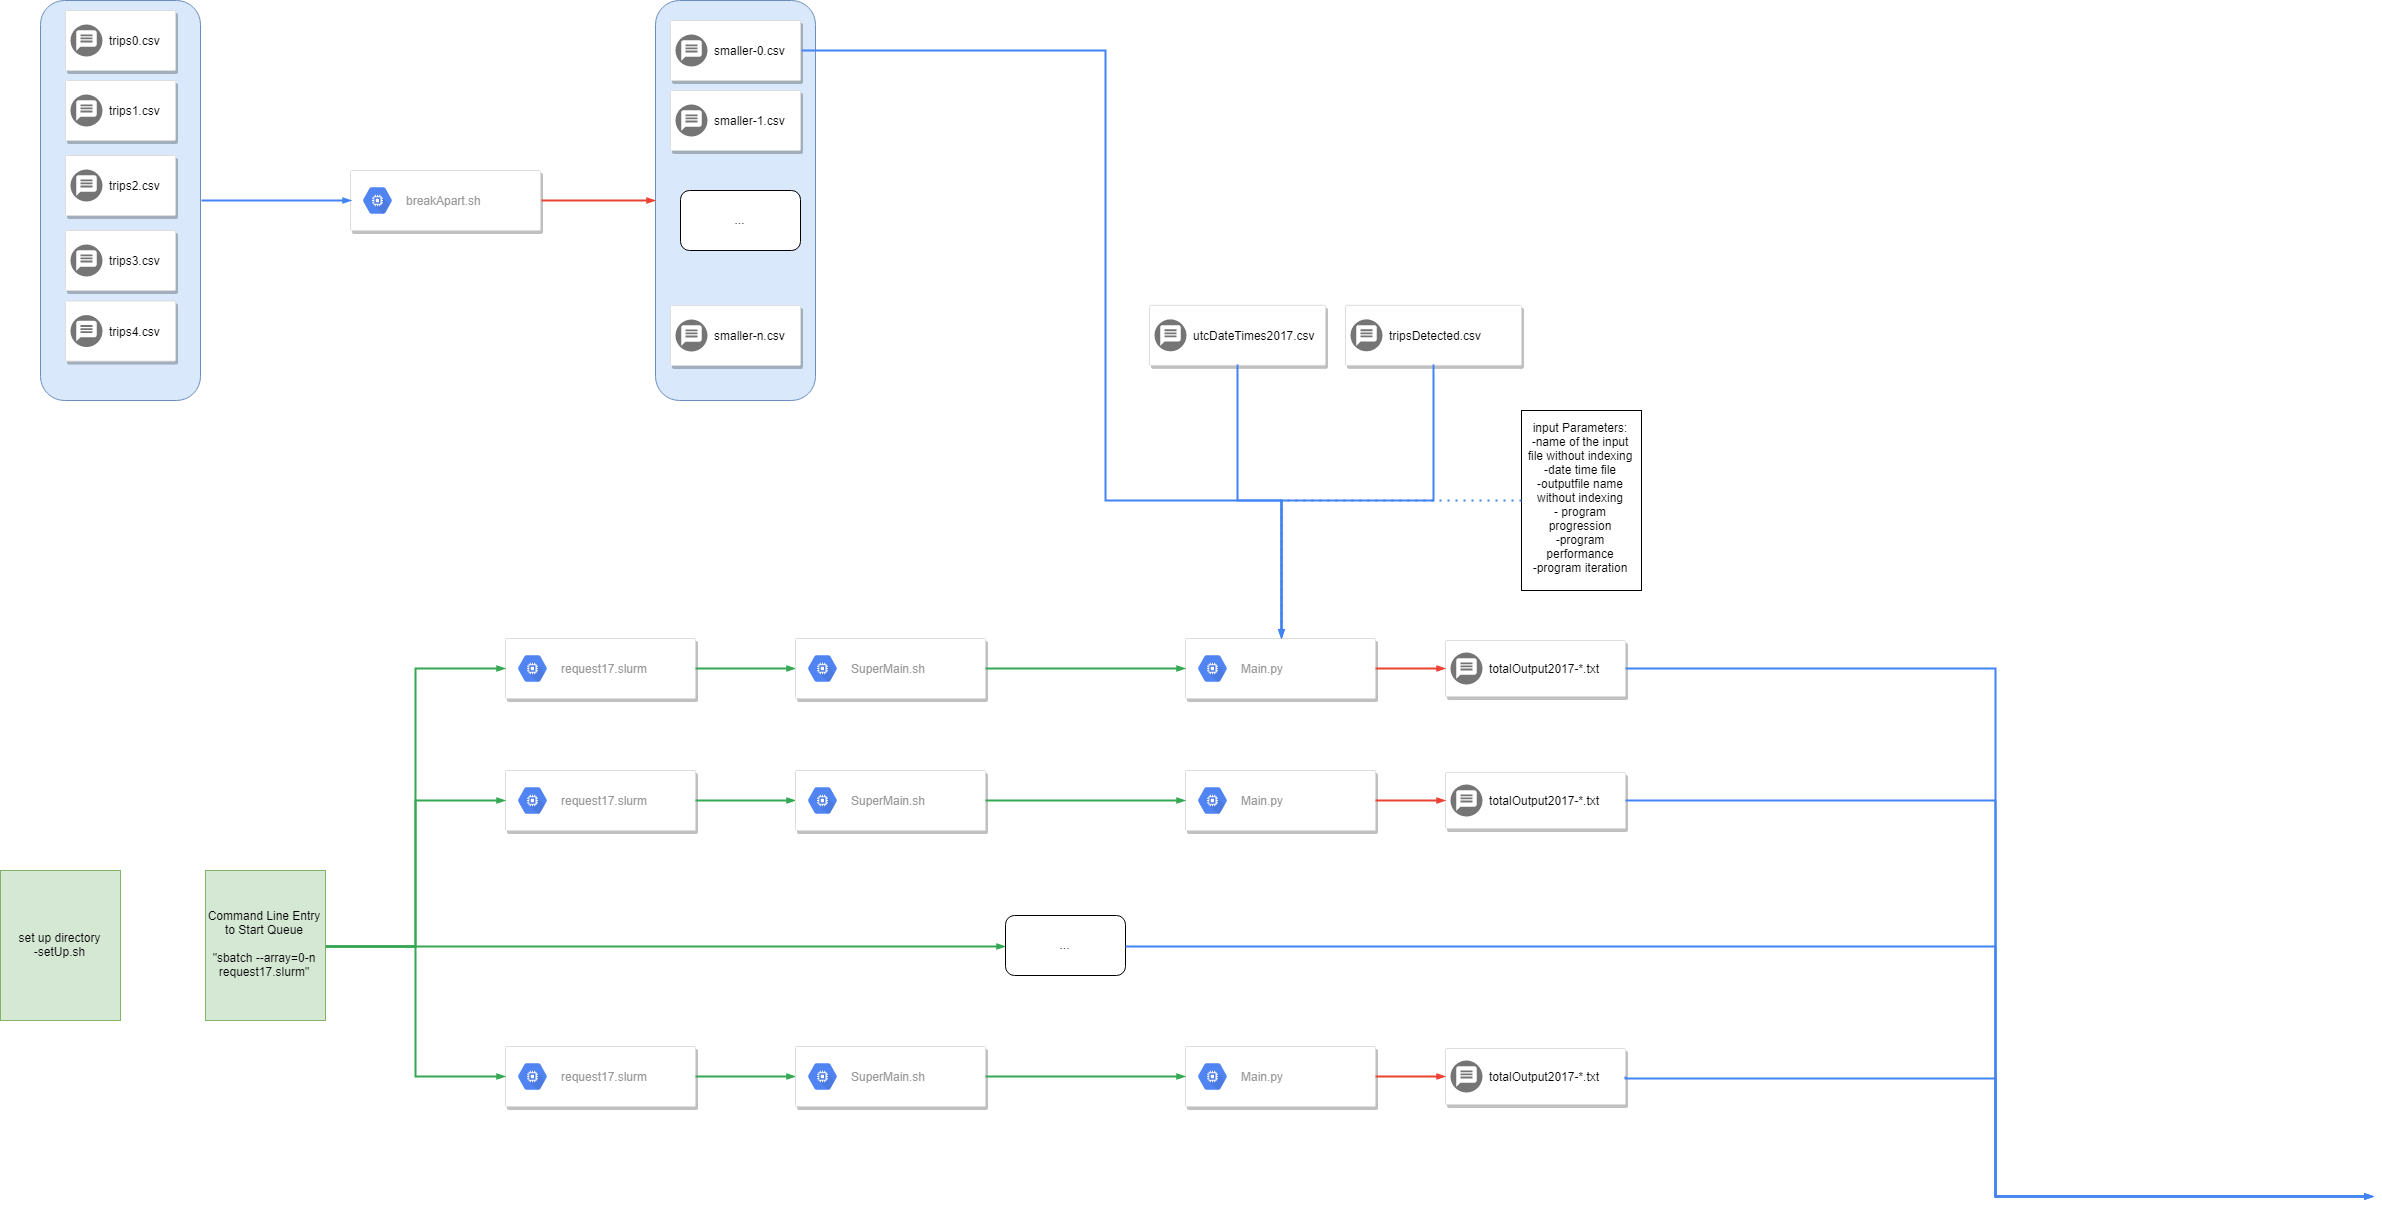 trips0.csv
trips1.csv
trips2.csv
trips3.csv
trips4.csv
breakApart.sh
smaller-0.csv
smaller-1.csv
...
smaller-n.csv
utcDateTimes2017.csv
tripsDetected.csv
input Parameters:
-name of the input
file without indexing
-date time file
-outputfile name
without indexing
- program
progression
-program
performance
-program iteration
request17.slurm
SuperMain.sh
Main.py
totalOutput2017-*.txt
request17.slurm
SuperMain.sh
Main.py
totalOutput2017-*.txt
set up directory
-setUp.sh
Command Line Entry
to Start Queue
"sbatch --array=0-n
request17.slurm"
...
request17.slurm
SuperMain.sh
Main.py
totalOutput2017-*.txt